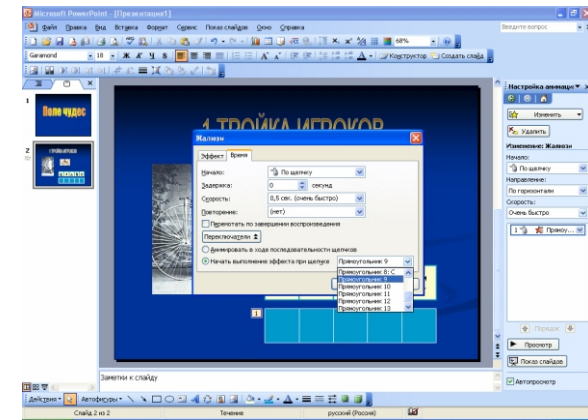 Microsoft PowerPoint - [Презентация1]
Файл Правка Вид Вставка Формат Сервис Показ слайдов Окно Справка
Введите вопрос
68%
Garamond 18 Ж К Ч S Конструктор Создать слайд
Настройка анимации
Изменить
Удалить
Изменение: Жалюзи
Начало:
По щелчку
Направление:
По горизонтали
Скорость:
Очень быстро
1 Прямоу...
Порядок
Просмотр
Показ слайдов
Автопросмотр
1
Поле чудес
2
1 ТРОЙКА ИГРОКОВ
Жалюзи
Эффект Время
Начало: По щелчку
Задержка: 0 секунд
Скорость: 0,5 сек. (очень быстро)
Повторение: (нет)
Перемотать по завершении воспроизведения
Переключатели
Анимировать в ходе последовательности щелчков
Начать выполнение эффекта при щелчке Прямоугольник 9
Прямоугольник 8: С
Прямоугольник 9
Прямоугольник 10
Прямоугольник 11
Прямоугольник 12
Прямоугольник 13
1
Заметки к слайду
Действия Автофигуры
Слайд 2 из 2 Течение русский (Россия)